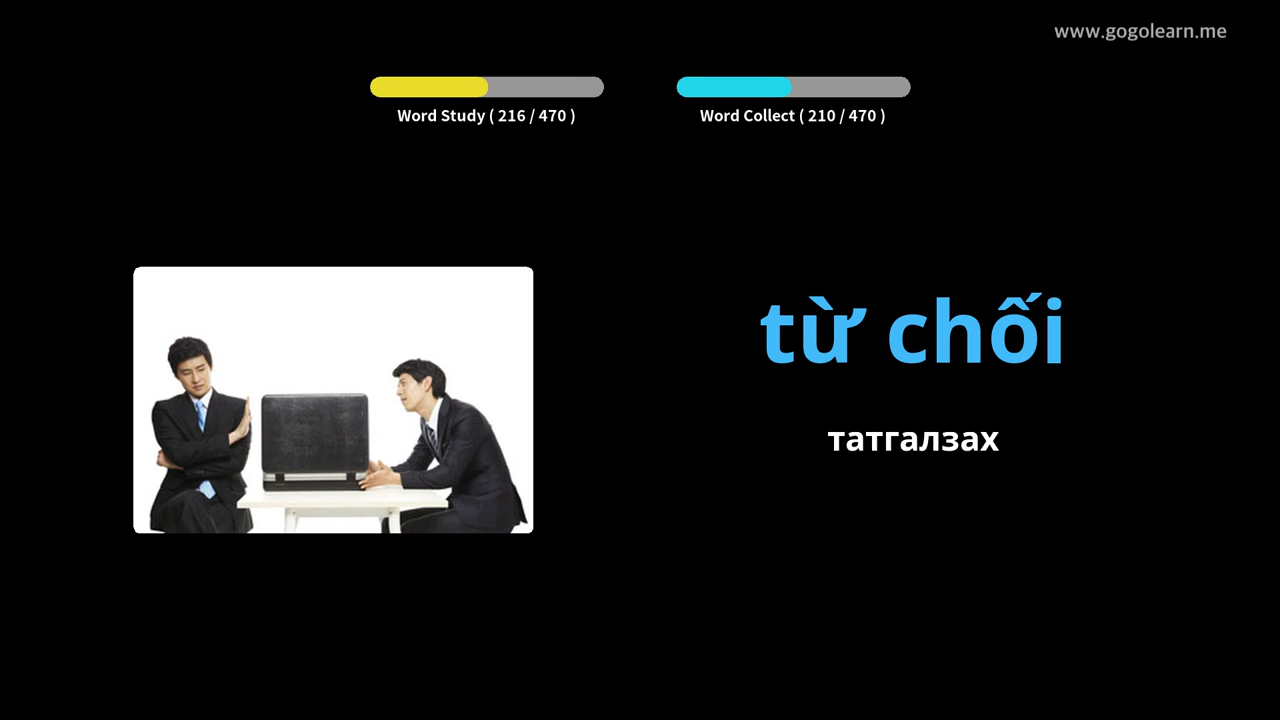 www.gogolearn.me
Word Study ( 216 / 470 )
Word Collect ( 210 / 470 )
từ chối
татгалзах